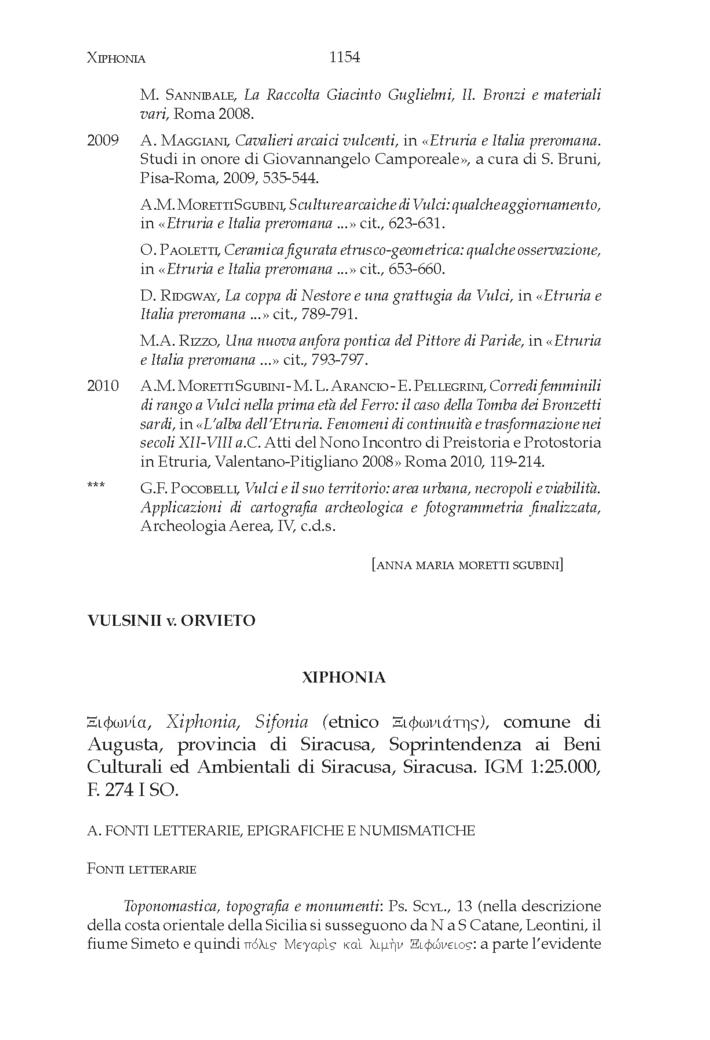 XIPHONIA 1154
M. SANNIBALE, La Raccolta Giacinto Guglielmi, II. Bronzi e materiali
vari, Roma 2008.
2009 A. MAGGIANI, Cavalieri arcaici vulcenti, in «Etruria e Italia preromana.
Studi in onore di Giovannangelo Camporeale», a cura di S. Bruni,
Pisa-Roma, 2009, 535-544.
A.M. MORETTI SGUBINI, Sculture arcaiche di Vulci: qualche aggiornamento,
in «Etruria e Italia preromana ...» cit., 623-631.
O. PAOLETTI, Ceramica figurata etrusco-geometrica: qualche osservazione,
in «Etruria e Italia preromana ...» cit., 653-660.
D. RIDGWAY, La coppa di Nestore e una grattugia da Vulci, in «Etruria e
Italia preromana ...» cit., 789-791.
M.A. RIZZO, Una nuova anfora pontica del Pittore di Paride, in «Etruria
e Italia preromana ...» cit., 793-797.
2010 A.M. MORETTI SGUBINI - M. L. ARANCIO - E. PELLEGRINI, Corredi femminili
di rango a Vulci nella prima età del Ferro: il caso della Tomba dei Bronzetti
sardi, in «L'alba dell'Etruria. Fenomeni di continuità e trasformazione nei
secoli XII-VIII a.C. Atti del Nono Incontro di Preistoria e Protostoria
in Etruria, Valentano-Pitigliano 2008» Roma 2010, 119-214.
*** G.F. POCOBELLI, Vulci e il suo territorio: area urbana, necropoli e viabilità.
Applicazioni di cartografia archeologica e fotogrammetria finalizzata,
Archeologia Aerea, IV, c.d.s.
[ANNA MARIA MORETTI SGUBINI]
VULSINII v. ORVIETO
XIPHONIA
Ξιφωνία, Xiphonia, Sifonia (etnico Ξιφωνιάτης), comune di
Augusta, provincia di Siracusa, Soprintendenza ai Beni
Culturali ed Ambientali di Siracusa, Siracusa. IGM 1:25.000,
F. 274 I SO.
A. FONTI LETTERARIE, EPIGRAFICHE E NUMISMATICHE
FONTI LETTERARIE
Toponomastica, topografia e monumenti: PS. SCYL., 13 (nella descrizione
della costa orientale della Sicilia si susseguono da N a S Catane, Leontini, il
fiume Simeto e quindi πόλις Μεγαρὶς καὶ λιμὴν Ξιφώνειος: a parte l'evidente